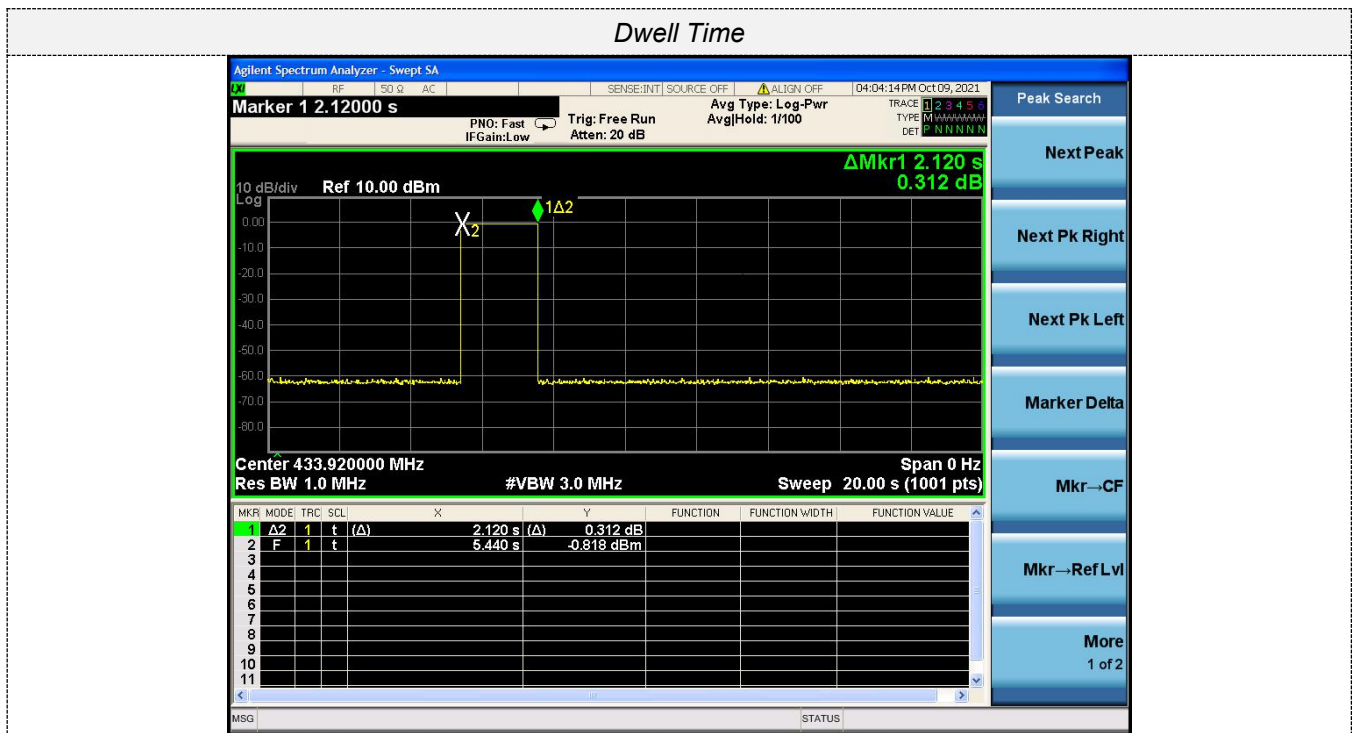 Dwell Time
Agilent Spectrum Analyzer - Swept SA
LXI RF 50 Ω AC SENSE:INT SOURCE OFF ALIGN OFF 04:04:14 PM Oct 09, 2021
Marker 1 2.12000 s
PNO: Fast
IFGain:Low
Trig: Free Run
Atten: 20 dB
Avg Type: Log-Pwr
Avg|Hold: 1/100
TRACE 1 2 3 4 5 6
TYPE M WWWWW
DET P N N N N N
ΔMkr1 2.120 s
0.312 dB
10 dB/div Ref 10.00 dBm
Log
0.00
-10.0
-20.0
-30.0
-40.0
-50.0
-60.0
-70.0
-80.0
X2
1Δ2
Center 433.920000 MHz Span 0 Hz
Res BW 1.0 MHz #VBW 3.0 MHz Sweep 20.00 s (1001 pts)
MKR MODE TRC SCL X Y FUNCTION FUNCTION WIDTH FUNCTION VALUE
1 Δ2 1 t (Δ) 2.120 s (Δ) 0.312 dB
2 F 1 t 5.440 s -0.818 dBm
3
4
5
6
7
8
9
10
11
MSG STATUS
Peak Search
Next Peak
Next Pk Right
Next Pk Left
Marker Delta
Mkr→CF
Mkr→Ref Lvl
More
1 of 2